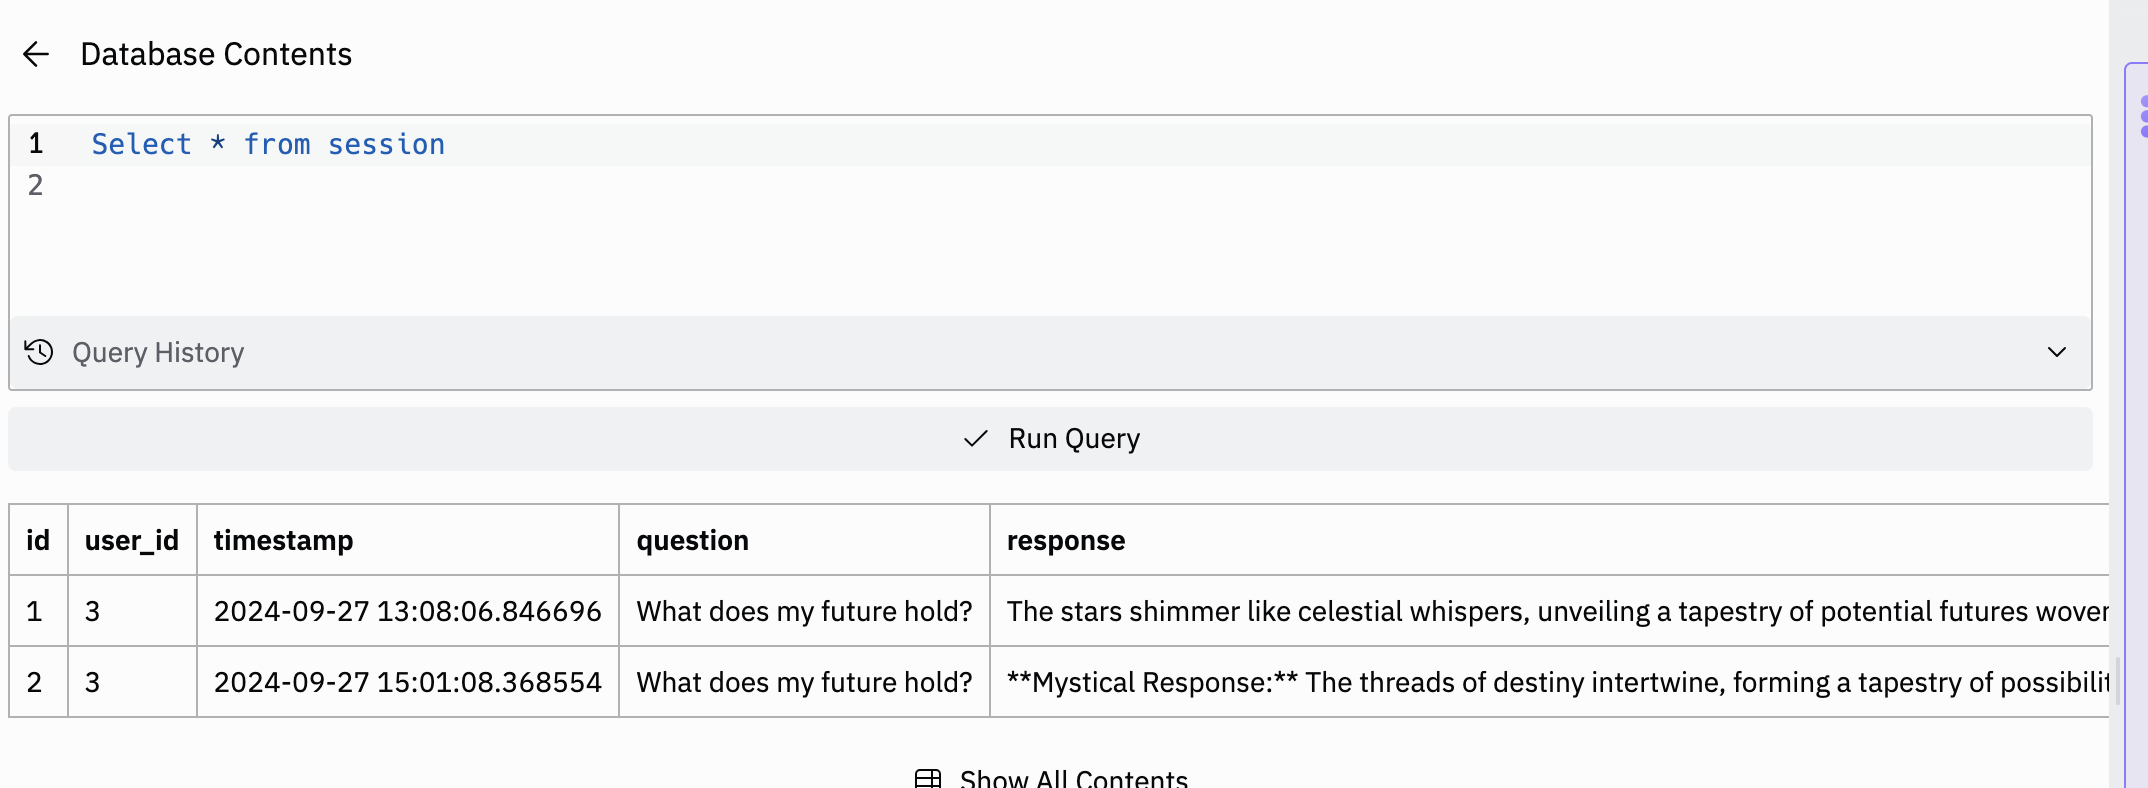 Database Contents
1 Select * from session
2
Query History
Run Query
id user_id timestamp question response
1 3 2024-09-27 13:08:06.846696 What does my future hold? The stars shimmer like celestial whispers, unveiling a tapestry of potential futures
2 3 2024-09-27 15:01:08.368554 What does my future hold? **Mystical Response:** The threads of destiny intertwine, forming a tapestry of
Show All Contents